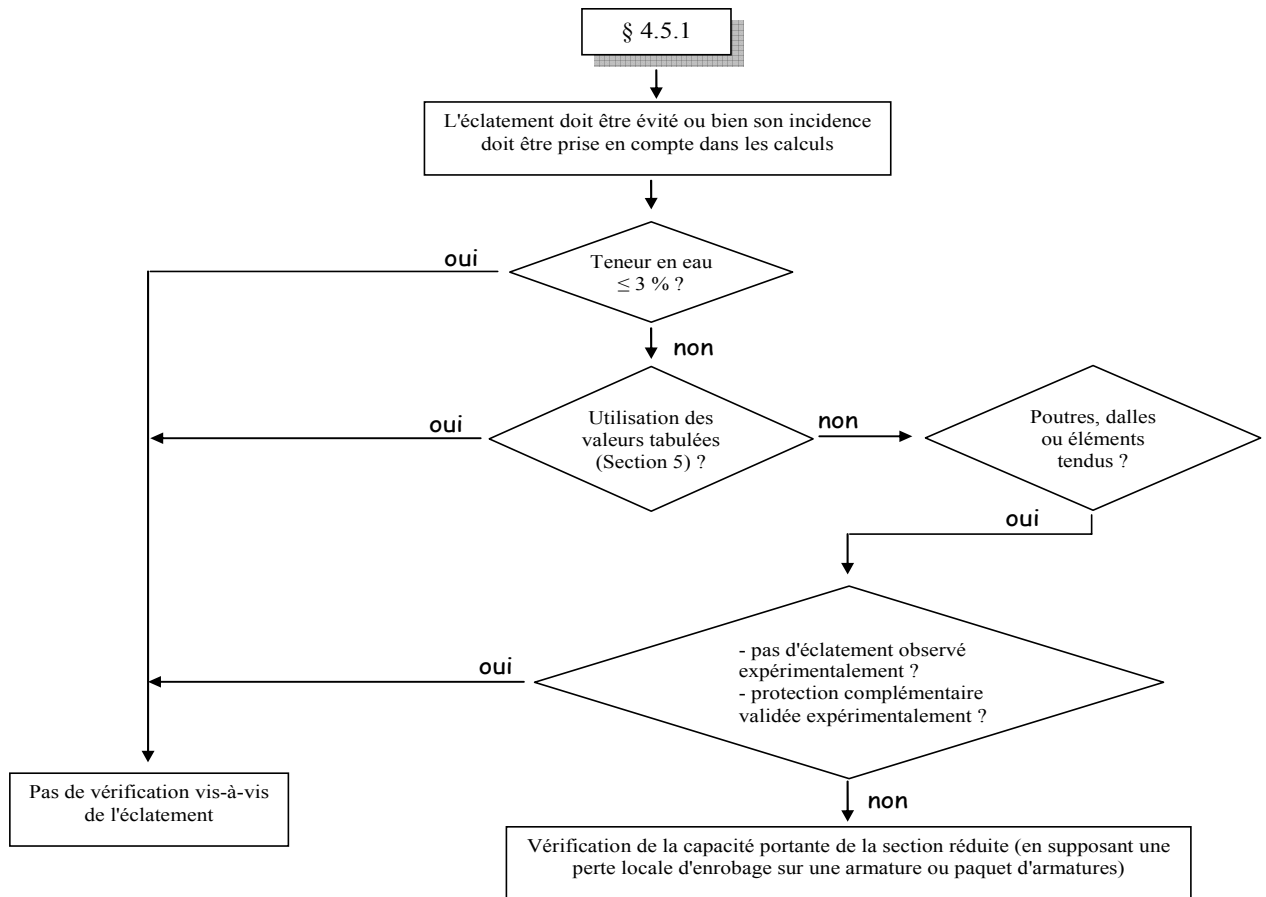 § 4.5.1
L'éclatement doit être évité ou bien son incidence
doit être prise en compte dans les calculs
oui
Teneur en eau
≤ 3 % ?
non
oui
Utilisation des
valeurs tabulées
(Section 5) ?
non
Poutres, dalles
ou éléments
tendus ?
oui
oui
- pas d'éclatement observé
expérimentalement ?
- protection complémentaire
validée expérimentalement ?
Pas de vérification vis-à-vis
de l'éclatement
non
Vérification de la capacité portante de la section réduite (en supposant une
perte locale d'enrobage sur une armature ou paquet d'armatures)